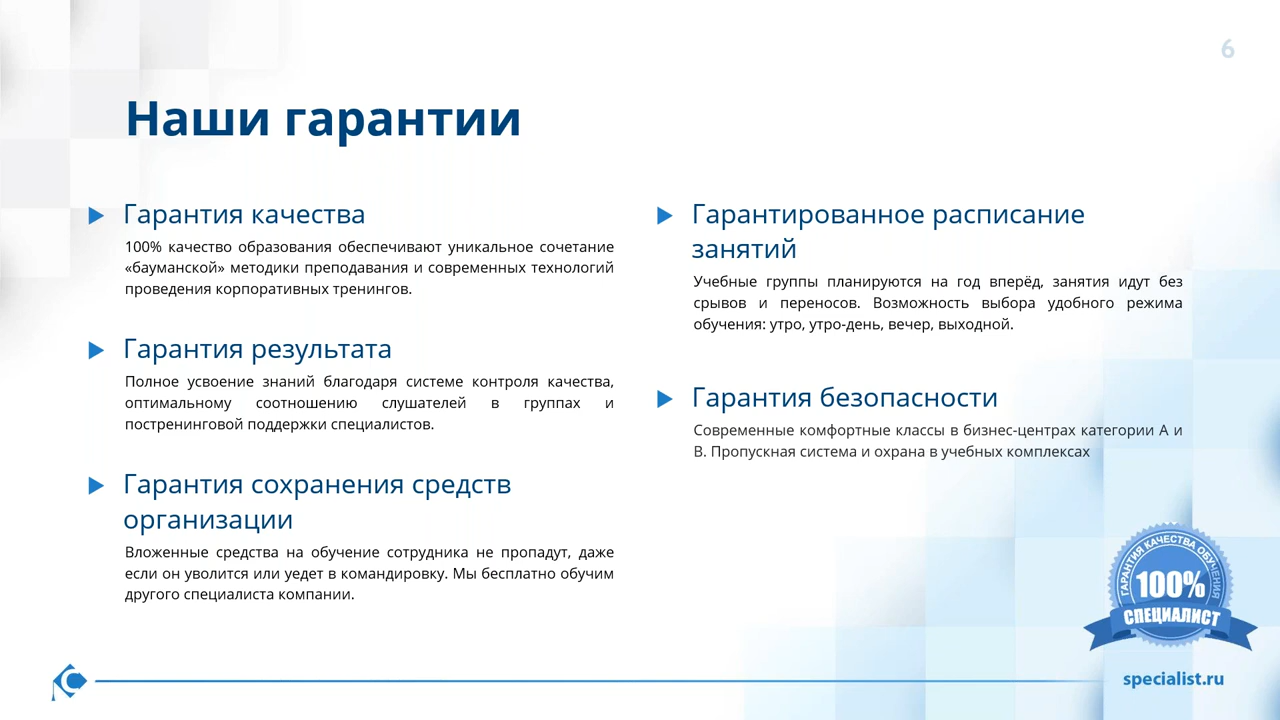 6
Наши гарантии
Гарантия качества
100% качество образования обеспечивают уникальное сочетание
«бауманской» методики преподавания и современных технологий
проведения корпоративных тренингов.
Гарантия результата
Полное усвоение знаний благодаря системе контроля качества,
оптимальному соотношению слушателей в группах и
постренинговой поддержки специалистов.
Гарантия сохранения средств
организации
Вложенные средства на обучение сотрудника не пропадут, даже
если он уволится или уедет в командировку. Мы бесплатно обучим
другого специалиста компании.
Гарантированное расписание
занятий
Учебные группы планируются на год вперёд, занятия идут без
срывов и переносов. Возможность выбора удобного режима
обучения: утро, утро-день, вечер, выходной.
Гарантия безопасности
Современные комфортные классы в бизнес-центрах категории А и
В. Пропускная система и охрана в учебных комплексах
ГАРАНТИЯ КАЧЕСТВА ОБУЧЕНИЯ
100%
СПЕЦИАЛИСТ
specialist.ru